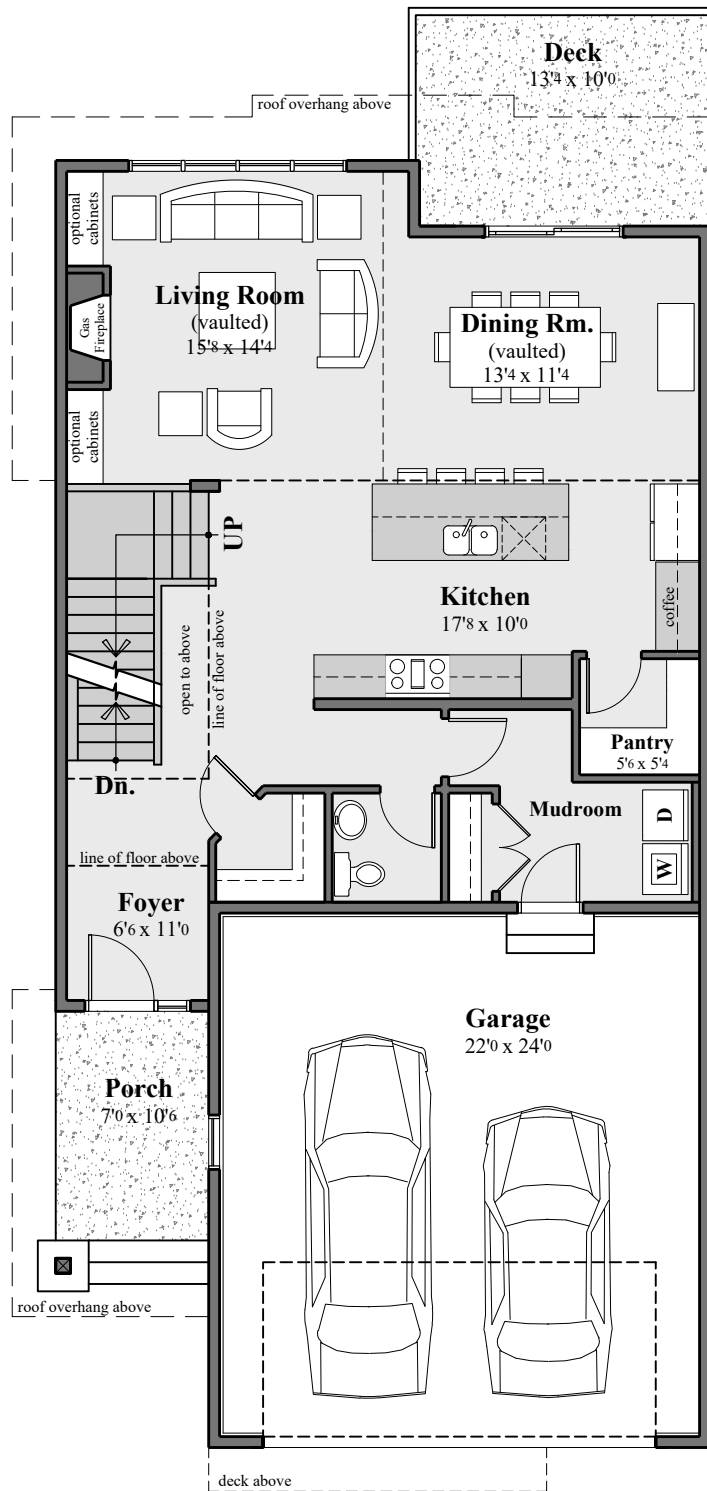 Deck
13'4 x 10'0
roof overhang above
optional
cabinets
Living Room
(vaulted)
15'8 x 14'4
Gas
Fireplace
Dining Rm.
(vaulted)
13'4 x 11'4
optional
cabinets
UP
Kitchen
17'8 x 10'0
coffee
open to above
line of floor above
Pantry
5'6 x 5'4
Dn.
Mudroom
D
W
line of floor above
Foyer
6'6 x 11'0
Garage
22'0 x 24'0
Porch
7'0 x 10'6
roof overhang above
deck above